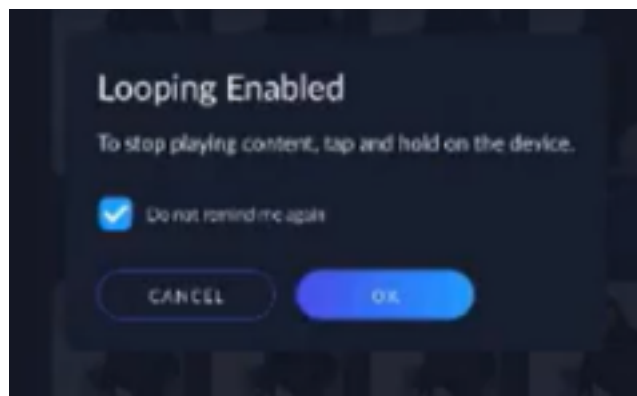 Looping Enabled
To stop playing content, tap and hold on the device.
Do not remind me again
CANCEL
OK